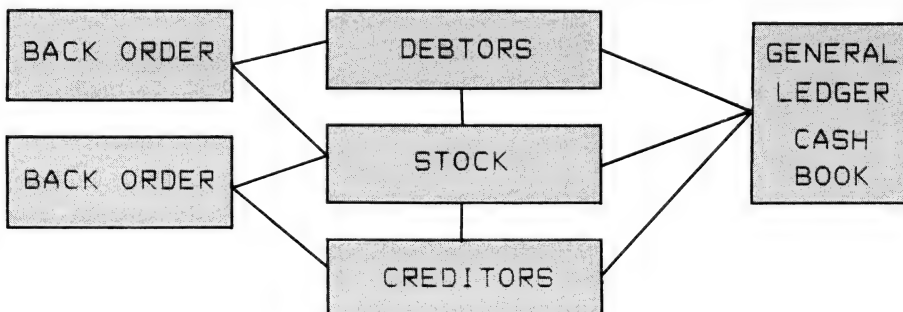 BACK ORDER
BACK ORDER
DEBTORS
STOCK
CREDITORS
GENERAL
LEDGER
CASH
BOOK